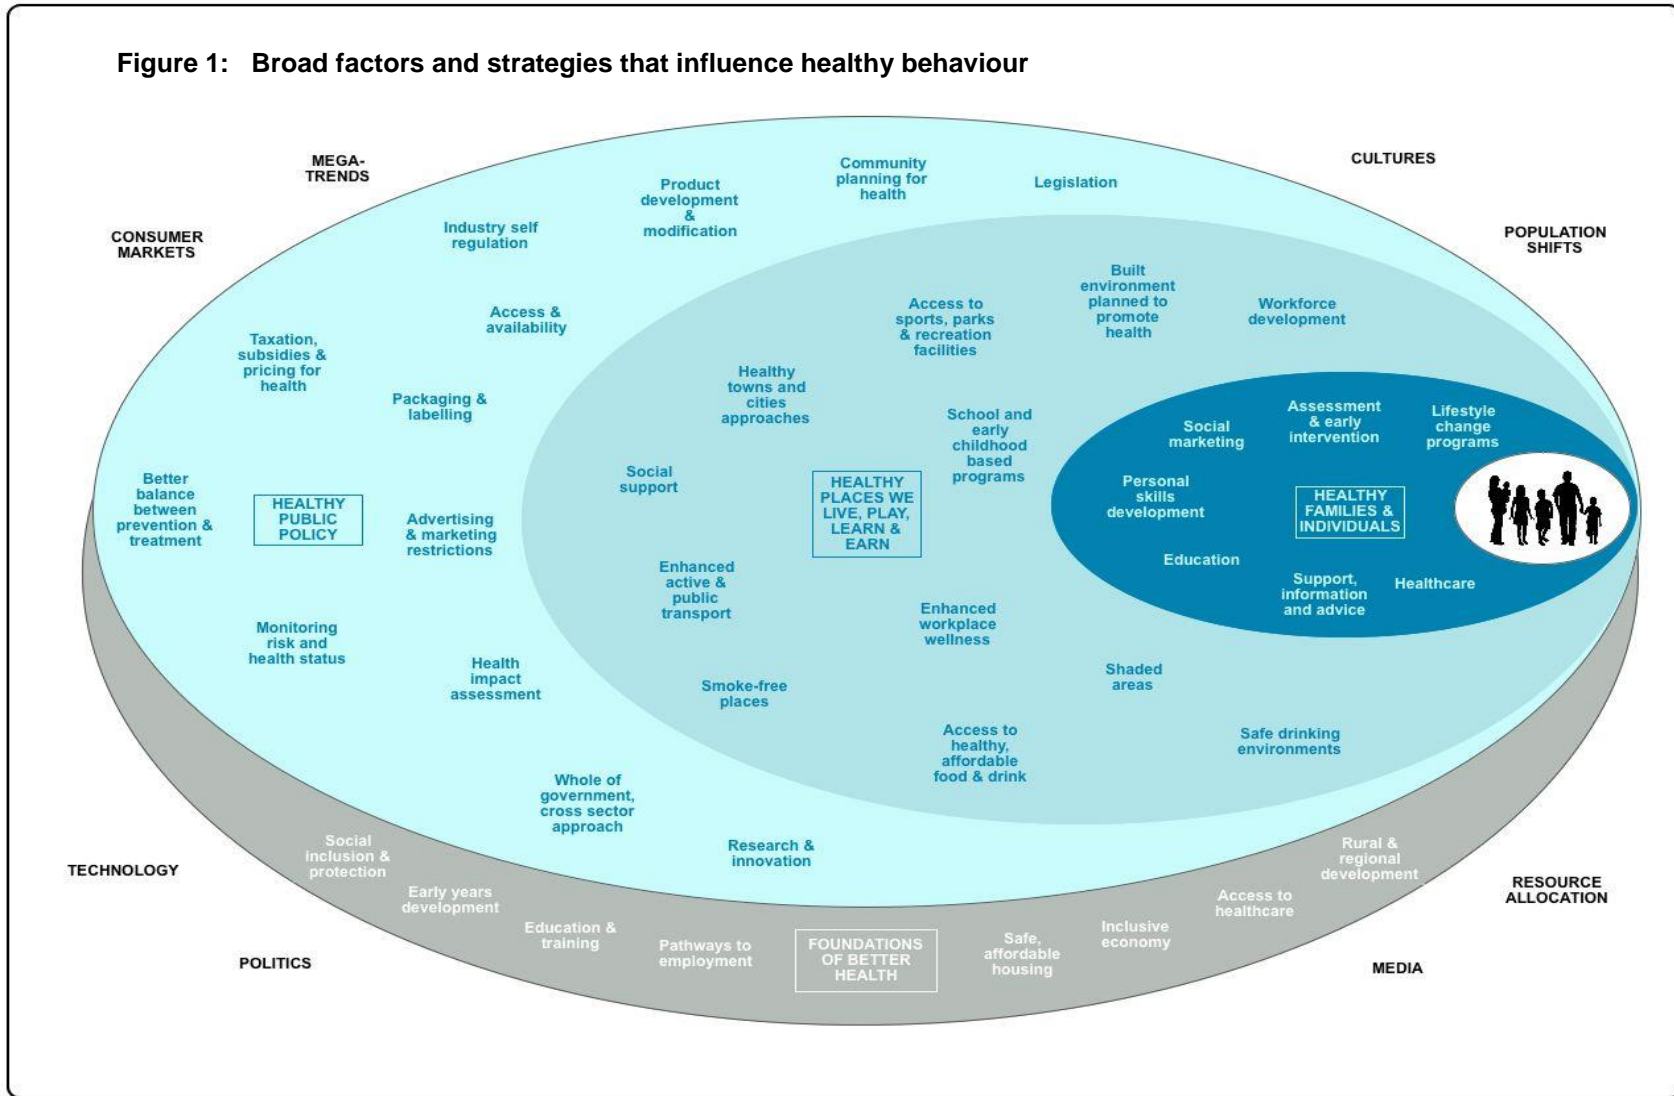 Figure 1: Broad factors and strategies that influence healthy behaviour
MEGA-
TRENDS
CONSUMER
MARKETS
CULTURES
POPULATION
SHIFTS
Community
planning for
health
Legislation
Product
development
&
modification
Industry self
regulation
Access &
availability
Taxation,
subsidies &
pricing for
health
Packaging &
labelling
Better
balance
between
prevention &
treatment
HEALTHY
PUBLIC
POLICY
Advertising
& marketing
restrictions
Monitoring
risk and
health status
Health
impact
assessment
Whole of
government,
cross sector
approach
Research &
innovation
Built
environment
planned to
promote
health
Access to
sports, parks
& recreation
facilities
Workforce
development
Healthy
towns and
cities
approaches
School and
early
childhood
based
programs
Social
support
HEALTHY
PLACES WE
LIVE, PLAY,
LEARN &
EARN
Enhanced
active &
public
transport
Enhanced
workplace
wellness
Smoke-free
places
Shaded
areas
Access to
healthy,
affordable
food & drink
Safe drinking
environments
Assessment
& early
intervention
Lifestyle
change
programs
Social
marketing
Personal
skills
development
HEALTHY
FAMILIES &
INDIVIDUALS
Education
Support,
information
and advice
Healthcare
Social
inclusion &
protection
Early years
development
Education &
training
Pathways to
employment
FOUNDATIONS
OF BETTER
HEALTH
Safe,
affordable
housing
Inclusive
economy
Access to
healthcare
Rural &
regional
development
TECHNOLOGY
POLITICS
RESOURCE
ALLOCATION
MEDIA